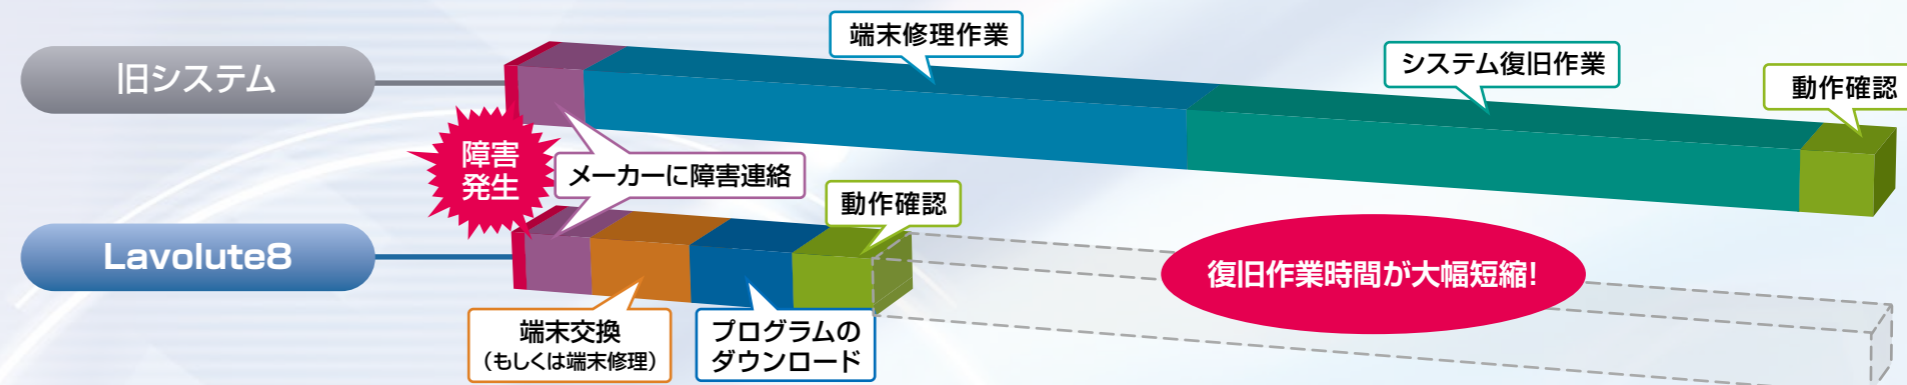 旧システム
端末修理作業
システム復旧作業
動作確認
障害
発生
メーカーに障害連絡
Lavolute8
動作確認
端末交換
(もしくは端末修理)
プログラムの
ダウンロード
復旧作業時間が大幅短縮!